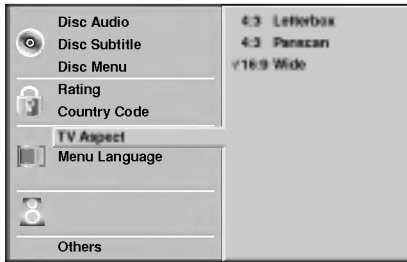 Disc Audio
Disc Subtitle
Disc Menu
Rating
Country Code
TV Aspect
Menu Language
Others
4:3 Letterbox
4:3 Panscan
√16:9 Wide